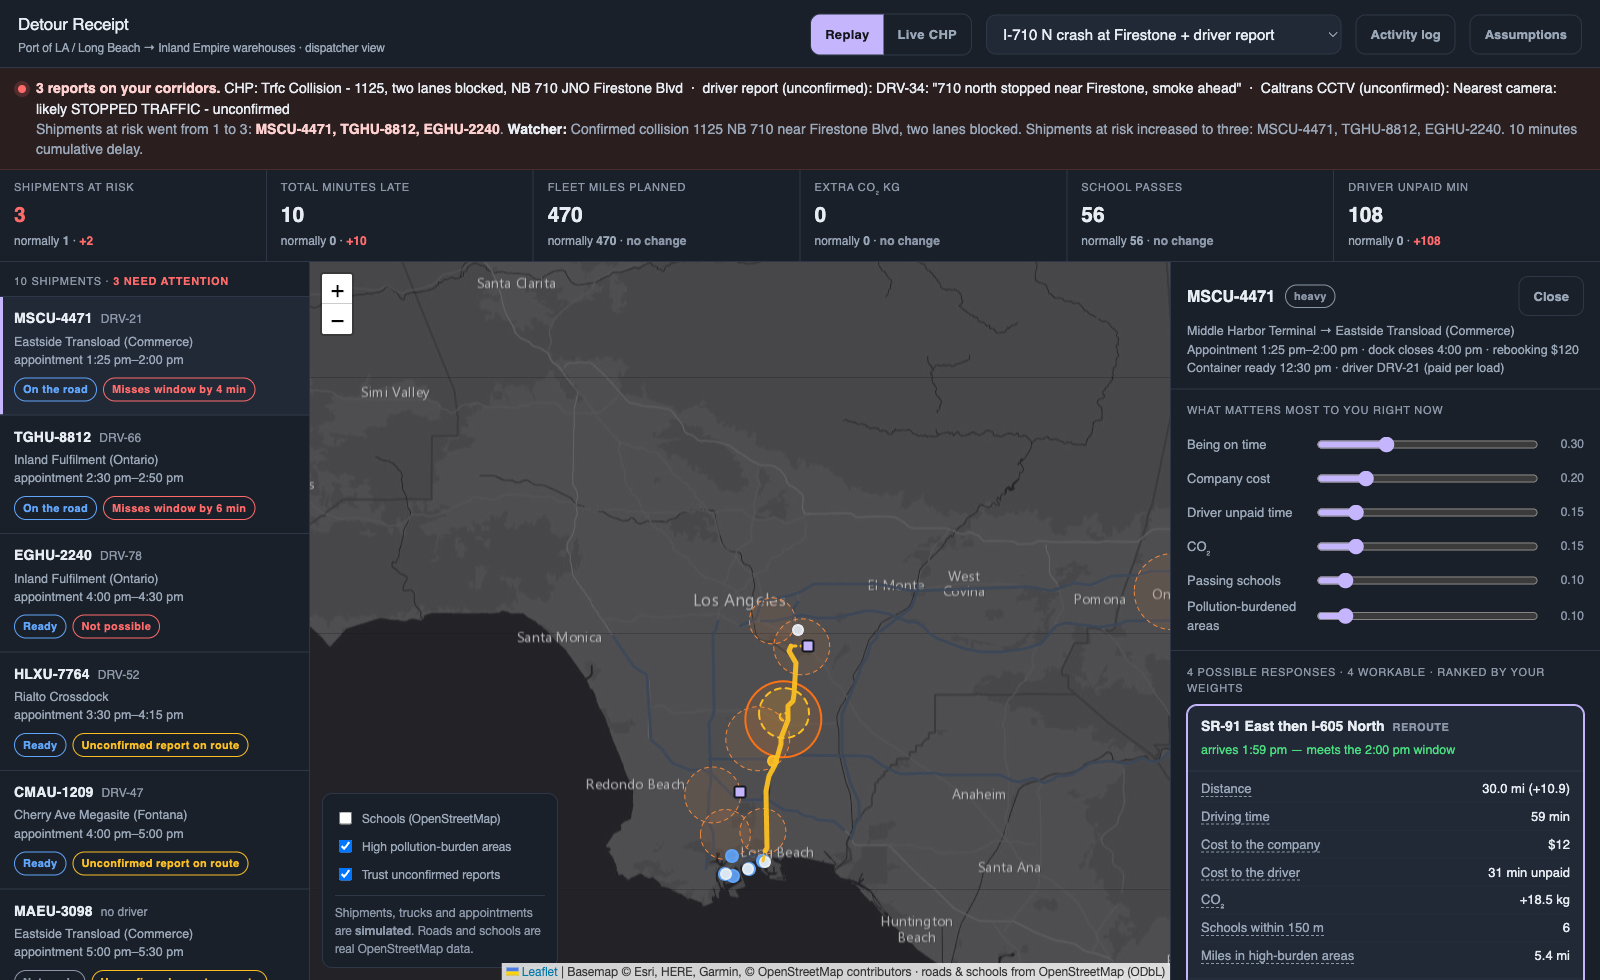 Detour Receipt
Port of LA / Long Beach → Inland Empire warehouses · dispatcher view
Replay
Live CHP
I-710 N crash at Firestone + driver report
Activity log
Assumptions
3 reports on your corridors. CHP: Trfc Collision - 1125, two lanes blocked, NB 710 JNO Firestone Blvd · driver report (unconfirmed): DRV-34: "710 north stopped near Firestone, smoke ahead" · Caltrans CCTV (unconfirmed): Nearest camera:
likely STOPPED TRAFFIC - unconfirmed
Shipments at risk went from 1 to 3: MSCU-4471, TGHU-8812, EGHU-2240. Watcher: Confirmed collision 1125 NB 710 near Firestone Blvd, two lanes blocked. Shipments at risk increased to three: MSCU-4471, TGHU-8812, EGHU-2240. 10 minutes
cumulative delay.
SHIPMENTS AT RISK
3
normally 1 · +2
TOTAL MINUTES LATE
10
normally 0 · +10
FLEET MILES PLANNED
470
normally 470 · no change
EXTRA CO₂ KG
0
normally 0 · no change
SCHOOL PASSES
56
normally 56 · no change
DRIVER UNPAID MIN
108
normally 0 · +108
10 SHIPMENTS · 3 NEED ATTENTION
MSCU-4471 DRV-21
Eastside Transload (Commerce)
appointment 1:25 pm–2:00 pm
On the road
Misses window by 4 min
TGHU-8812 DRV-66
Inland Fulfilment (Ontario)
appointment 2:30 pm–2:50 pm
On the road
Misses window by 6 min
EGHU-2240 DRV-78
Inland Fulfilment (Ontario)
appointment 4:00 pm–4:30 pm
Ready
Not possible
HLXU-7764 DRV-52
Rialto Crossdock
appointment 3:30 pm–4:15 pm
Ready
Unconfirmed report on route
CMAU-1209 DRV-47
Cherry Ave Megasite (Fontana)
appointment 4:00 pm–5:00 pm
Ready
Unconfirmed report on route
MAEU-3098 no driver
Eastside Transload (Commerce)
appointment 5:00 pm–5:30 pm
+
−
Santa Clarita
Simi Valley
Los Angeles
El Monte
West
Covina
Pomona
On
Santa Monica
Redondo Beach
Anaheim
Long Beach
Santa Ana
Huntington
Beach
Schools (OpenStreetMap)
High pollution-burden areas
Trust unconfirmed reports
Shipments, trucks and appointments
are simulated. Roads and schools are
real OpenStreetMap data.
Leaflet | Basemap © Esri, HERE, Garmin, © OpenStreetMap contributors · roads & schools from OpenStreetMap (ODbL)
MSCU-4471 heavy
Close
Middle Harbor Terminal → Eastside Transload (Commerce)
Appointment 1:25 pm–2:00 pm · dock closes 4:00 pm · rebooking $120
Container ready 12:30 pm · driver DRV-21 (paid per load)
WHAT MATTERS MOST TO YOU RIGHT NOW
Being on time 0.30
Company cost 0.20
Driver unpaid time 0.15
CO₂ 0.15
Passing schools 0.10
Pollution-burdened
areas 0.10
4 POSSIBLE RESPONSES · 4 WORKABLE · RANKED BY YOUR
WEIGHTS
SR-91 East then I-605 North REROUTE
arrives 1:59 pm — meets the 2:00 pm window
Distance 30.0 mi (+10.9)
Driving time 59 min
Cost to the company $12
Cost to the driver 31 min unpaid
CO₂ +18.5 kg
Schools within 150 m 6
Miles in high-burden areas 5.4 mi